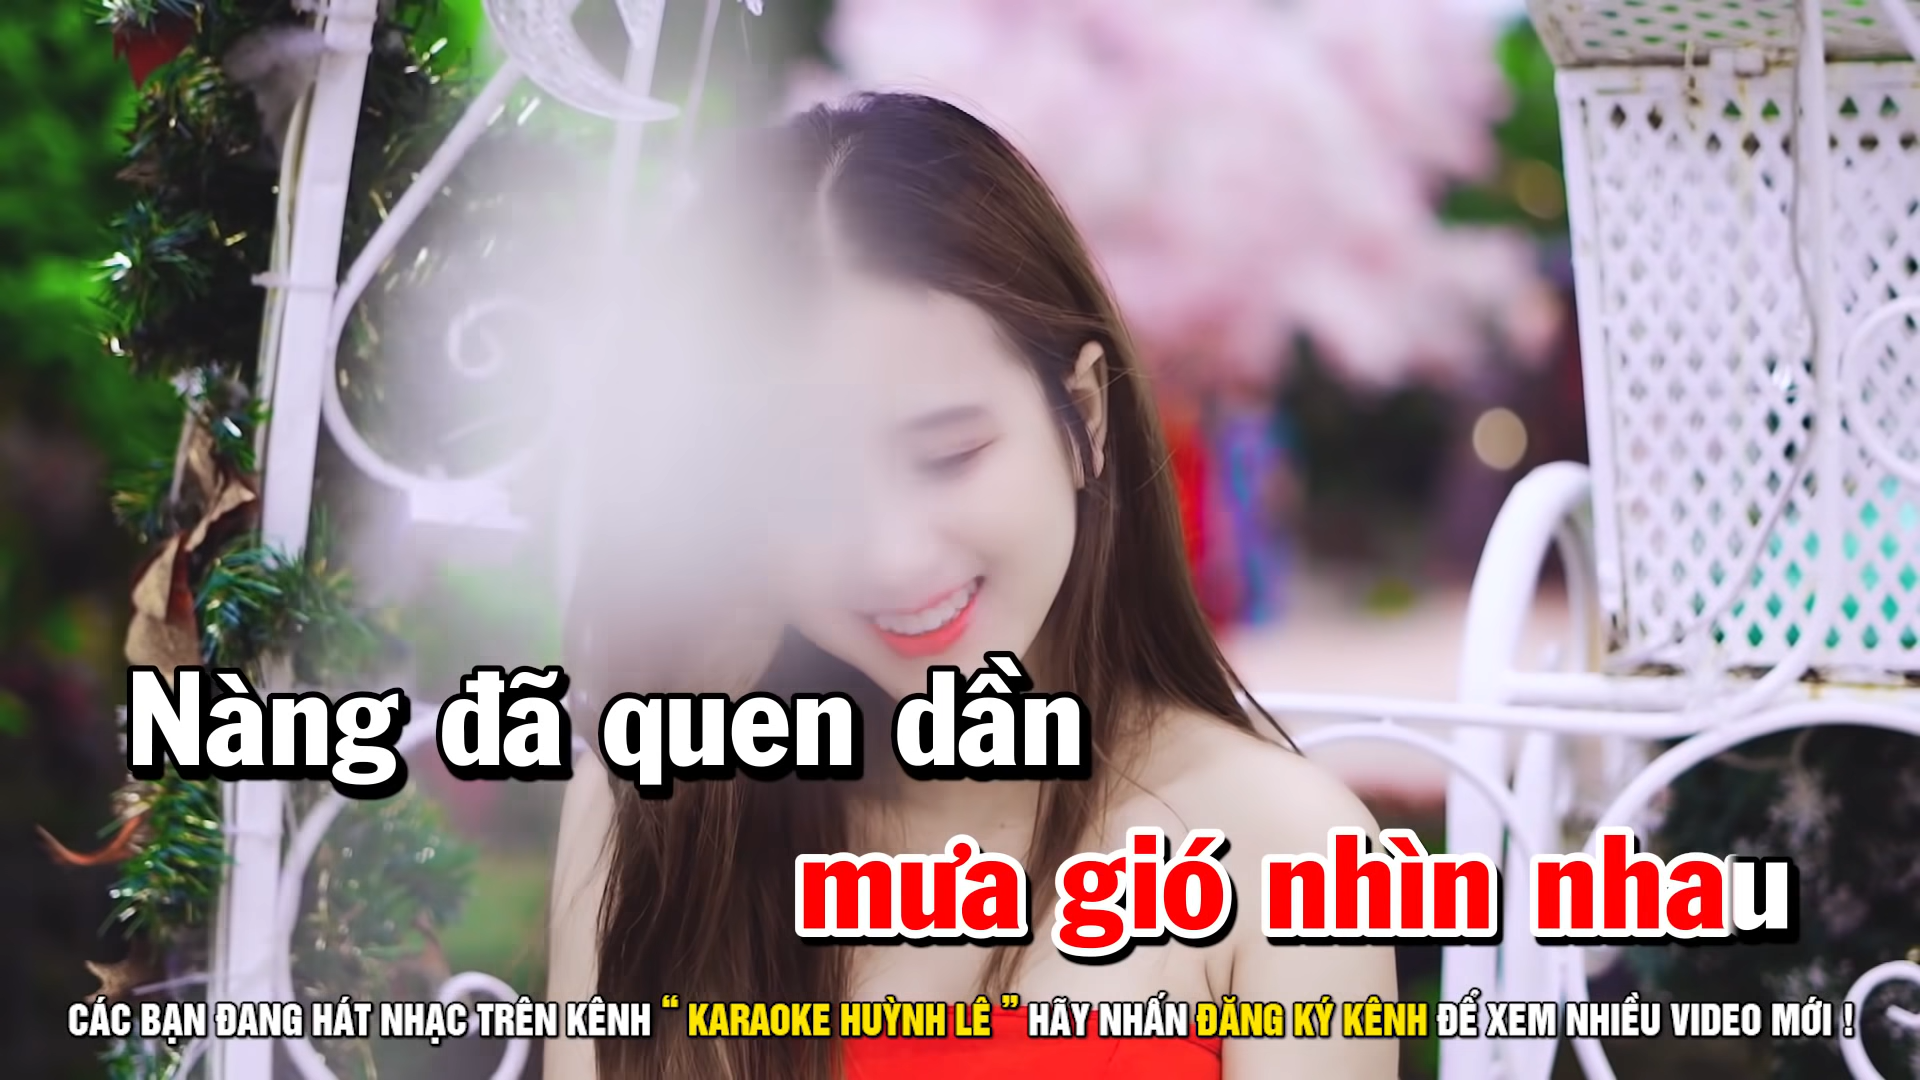 Nàng đã quen dần
mưa gió nhìn nhau
CÁC BẠN ĐANG HÁT NHẠC TRÊN KÊNH “ KARAOKE HUỲNH LÊ ” HÃY NHẤN ĐĂNG KÝ KÊNH ĐỂ XEM NHIỀU VIDEO MỚI !